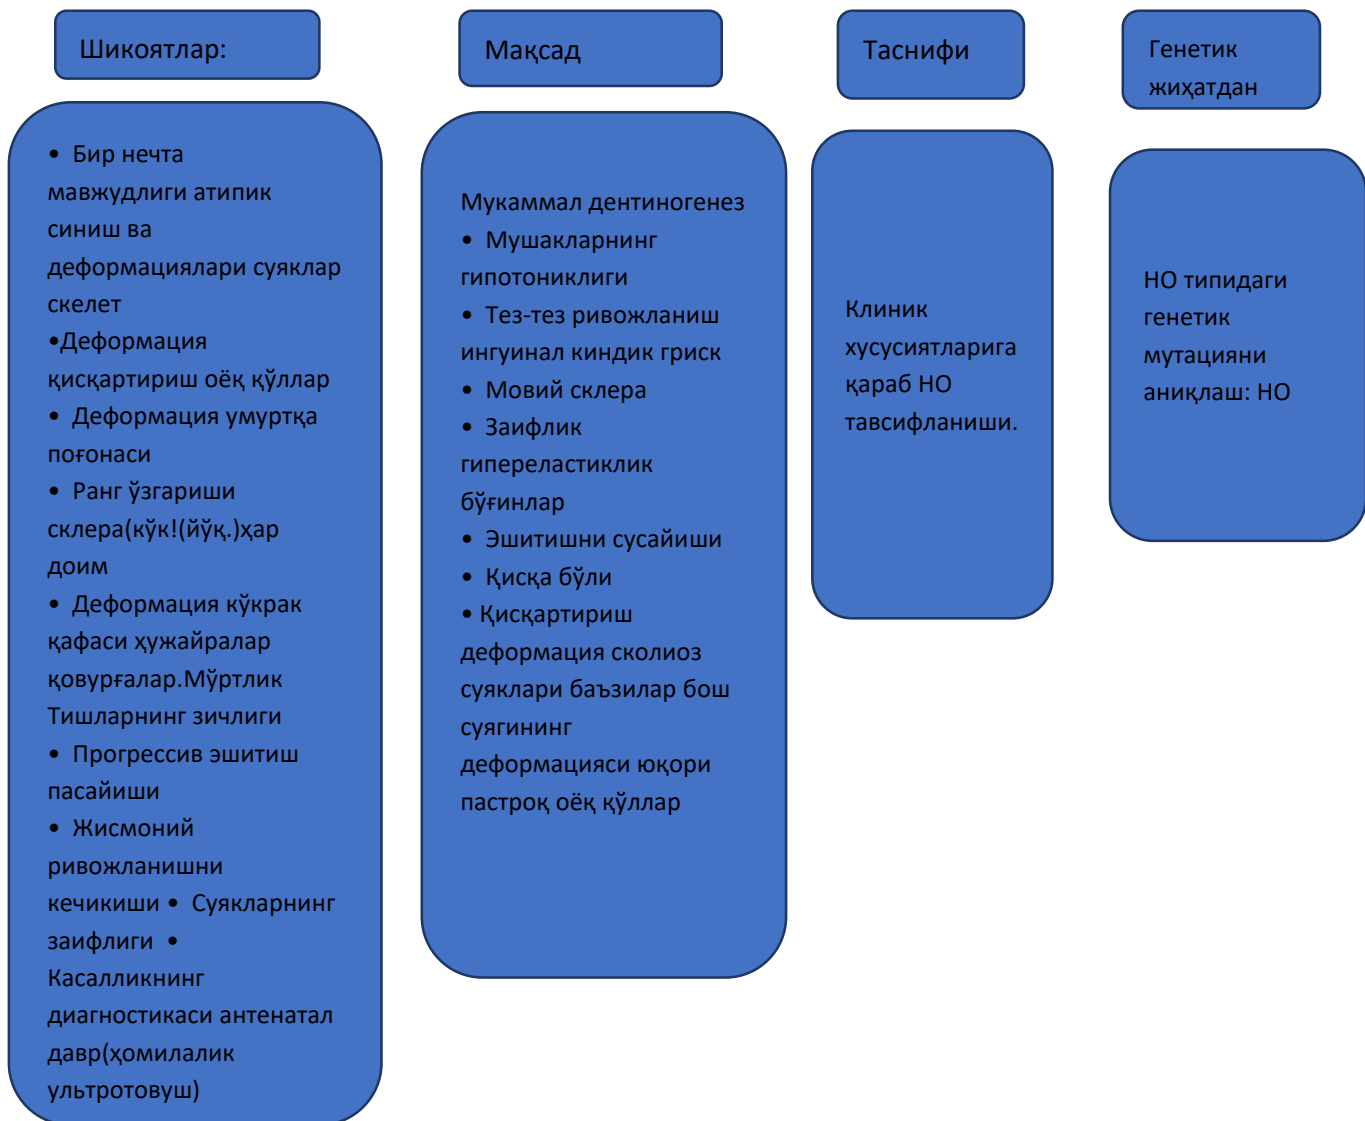 Шикоятлар:
• Бир нечта
мавжудлиги атипик
синиш ва
деформациялари суяклар
скелет
•Деформация
қисқартириш оёқ қўллар
• Деформация умуртқа
поғонаси
• Ранг ўзгариши
склера(кўк!(йўқ.)ҳар
доим
• Деформация кўкрак
қафаси ҳужайралар
қовурғалар.Мўртлик
Тишларнинг зичлиги
• Прогрессив эшитиш
пасайиши
• Жисмоний
ривожланишни
кечикиши • Суякларнинг
заифлиги •
Касалликнинг
диагностикаси антенатал
давр(ҳомилалик
ультротовуш)
Мақсад
Мукаммал дентиногенез
• Мушакларнинг
гипотониклиги
• Тез-тез ривожланиш
ингуинал киндик гриск
• Мовий склера
• Заифлик
гипереластиклик
бўғинлар
• Эшитишни сусайиши
• Қисқа бўли
• Қисқартириш
деформация сколиоз
суяклари баъзилар бош
суягининг
деформацияси юқори
пастроқ оёқ қўллар
Таснифи
Клиник
хусусиятларига
қараб НО
тавсифланиши.
Генетик
жиҳатдан
НО типидаги
генетик
мутацияни
аниқлаш: НО